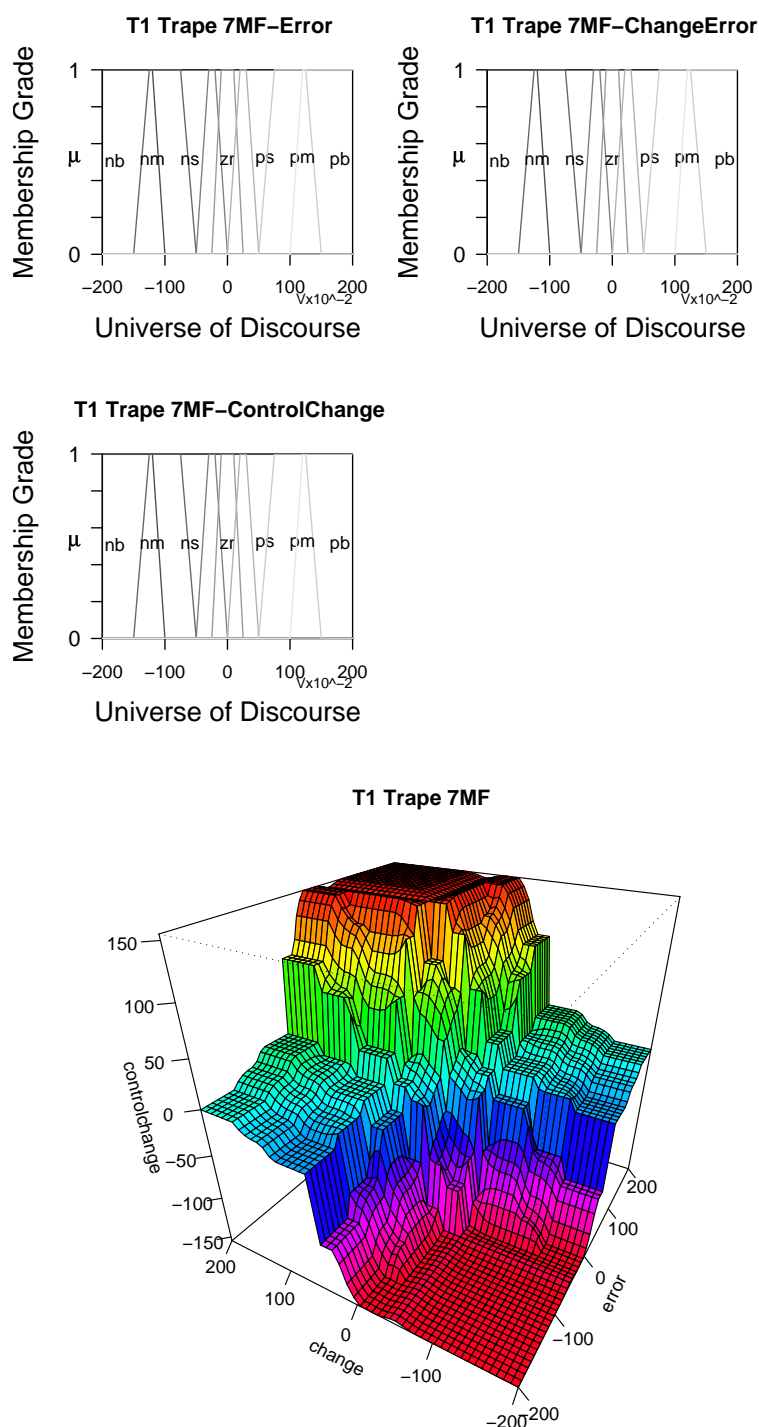 T1 Trape 7MF−Error
Membership Grade
μ
1
0
nb nm ns zr ps pm pb
−200 −100 0 100 200
Vx10^−2
Universe of Discourse
T1 Trape 7MF−ChangeError
Membership Grade
μ
1
0
nb nm ns zr ps pm pb
−200 −100 0 100 200
Vx10^−2
Universe of Discourse
T1 Trape 7MF−ControlChange
Membership Grade
μ
1
0
nb nm ns zr ps pm pb
−200 −100 0 100 200
Vx10^−2
Universe of Discourse
T1 Trape 7MF
150
100
50
0
−50
−100
−150
controlchange
200
100
0
−100
−200
change
200
100
0
−100
−200
error